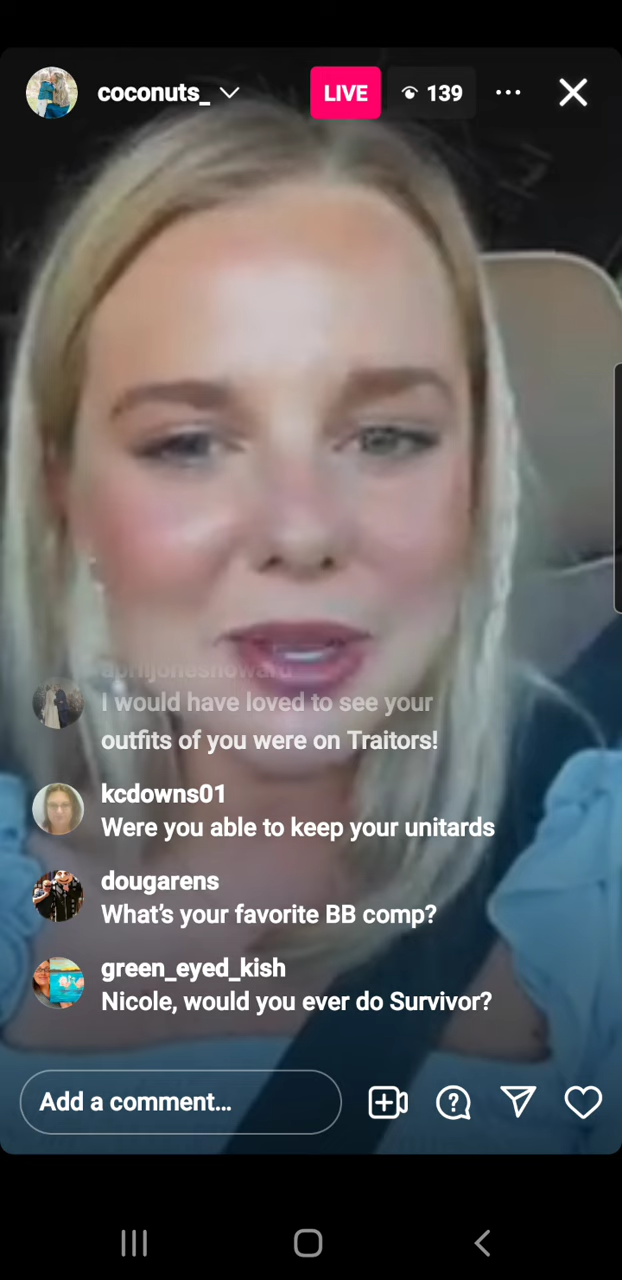 coconuts_
LIVE
139
apriljoneshoward
I would have loved to see your
outfits of you were on Traitors!
kcdowns01
Were you able to keep your unitards
dougarens
What's your favorite BB comp?
green_eyed_kish
Nicole, would you ever do Survivor?
Add a comment...